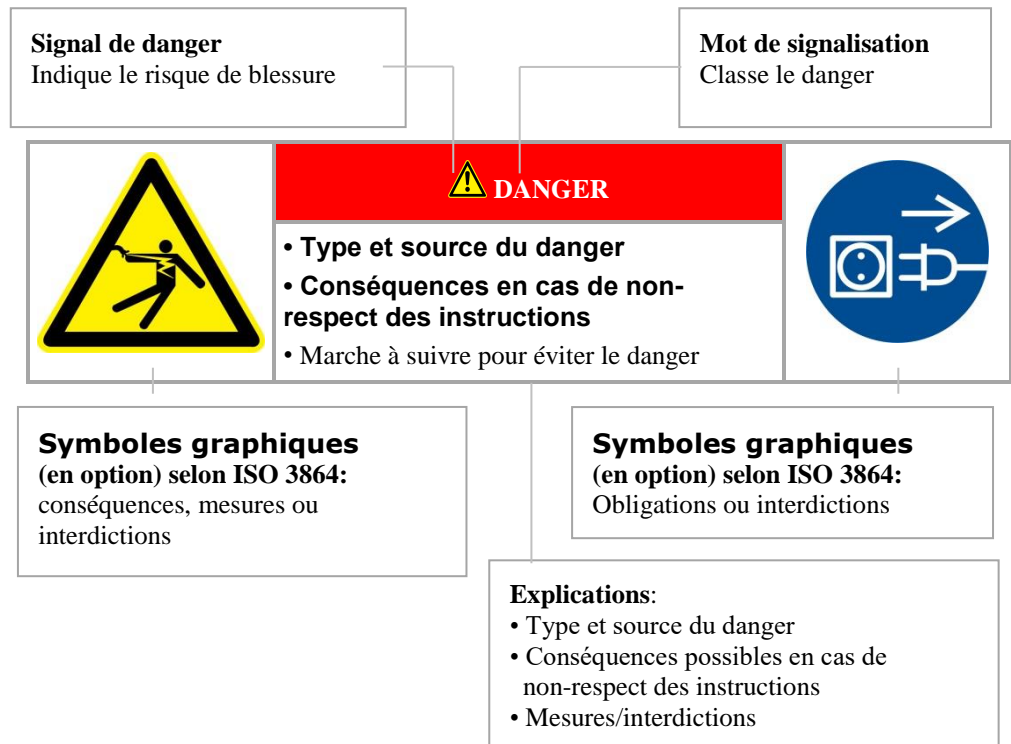 Signal de danger
Indique le risque de blessure
Mot de signalisation
Classe le danger
DANGER
• Type et source du danger
• Conséquences en cas de non-
respect des instructions
• Marche à suivre pour éviter le danger
Symboles graphiques
(en option) selon ISO 3864:
conséquences, mesures ou
interdictions
Symboles graphiques
(en option) selon ISO 3864:
Obligations ou interdictions
Explications:
• Type et source du danger
• Conséquences possibles en cas de
non-respect des instructions
• Mesures/interdictions